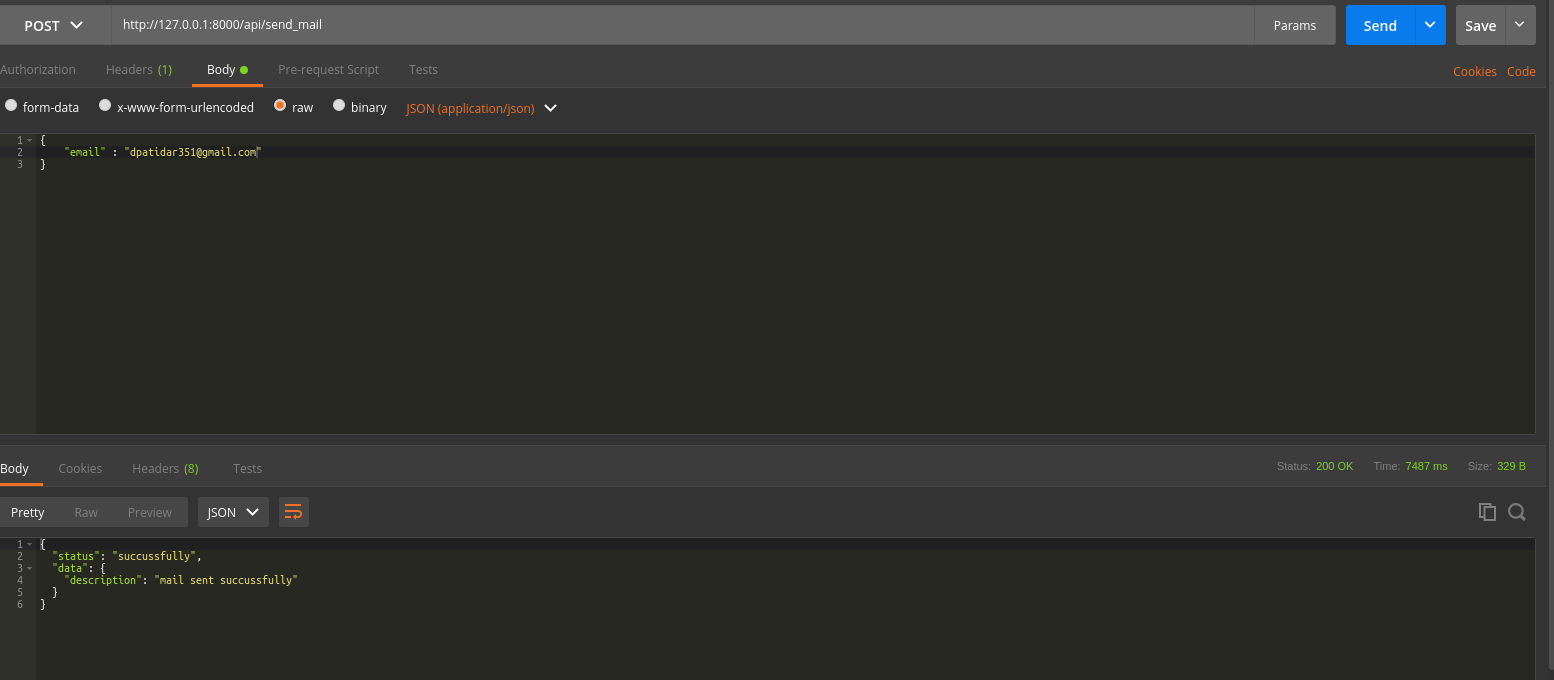 POST http://127.0.0.1:8000/api/send_mail Params Send Save
Authorization Headers (1) Body Pre-request Script Tests Cookies Code
form-data x-www-form-urlencoded raw binary JSON (application/json)
1 {
2 "email" : "dpatidar351@gmail.com"
3 }
Body Cookies Headers (8) Tests Status: 200 OK Time: 7487 ms Size: 329 B
Pretty Raw Preview JSON
1 {
2 "status": "succussfully",
3 "data": {
4 "description": "mail sent succussfully"
5 }
6 }